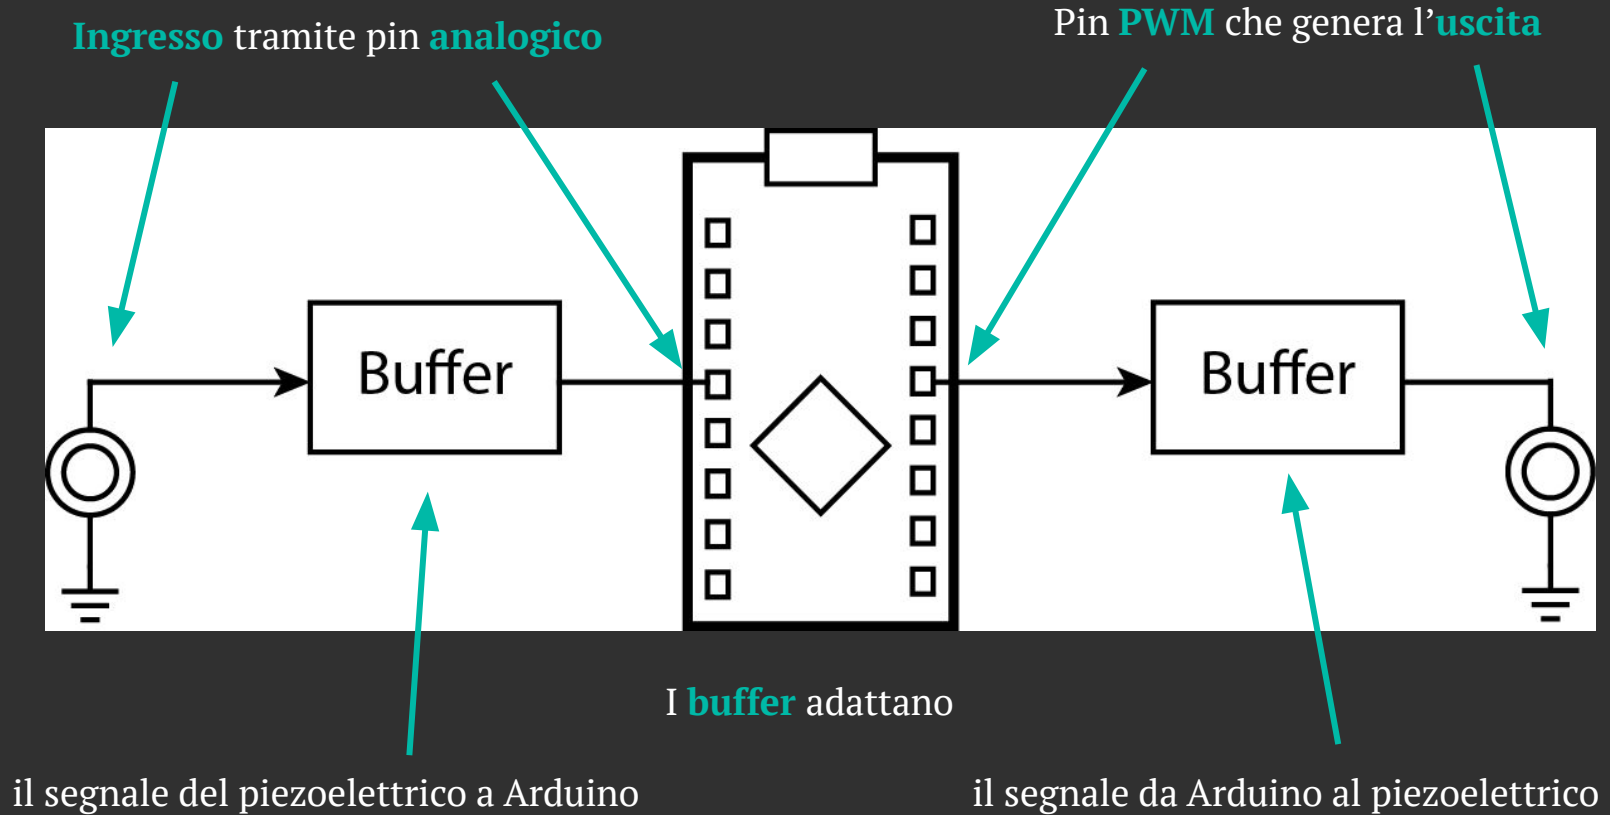 Ingresso tramite pin analogico
Pin PWM che genera l’uscita
Buffer
Buffer
I buffer adattano
il segnale del piezoelettrico a Arduino
il segnale da Arduino al piezoelettrico